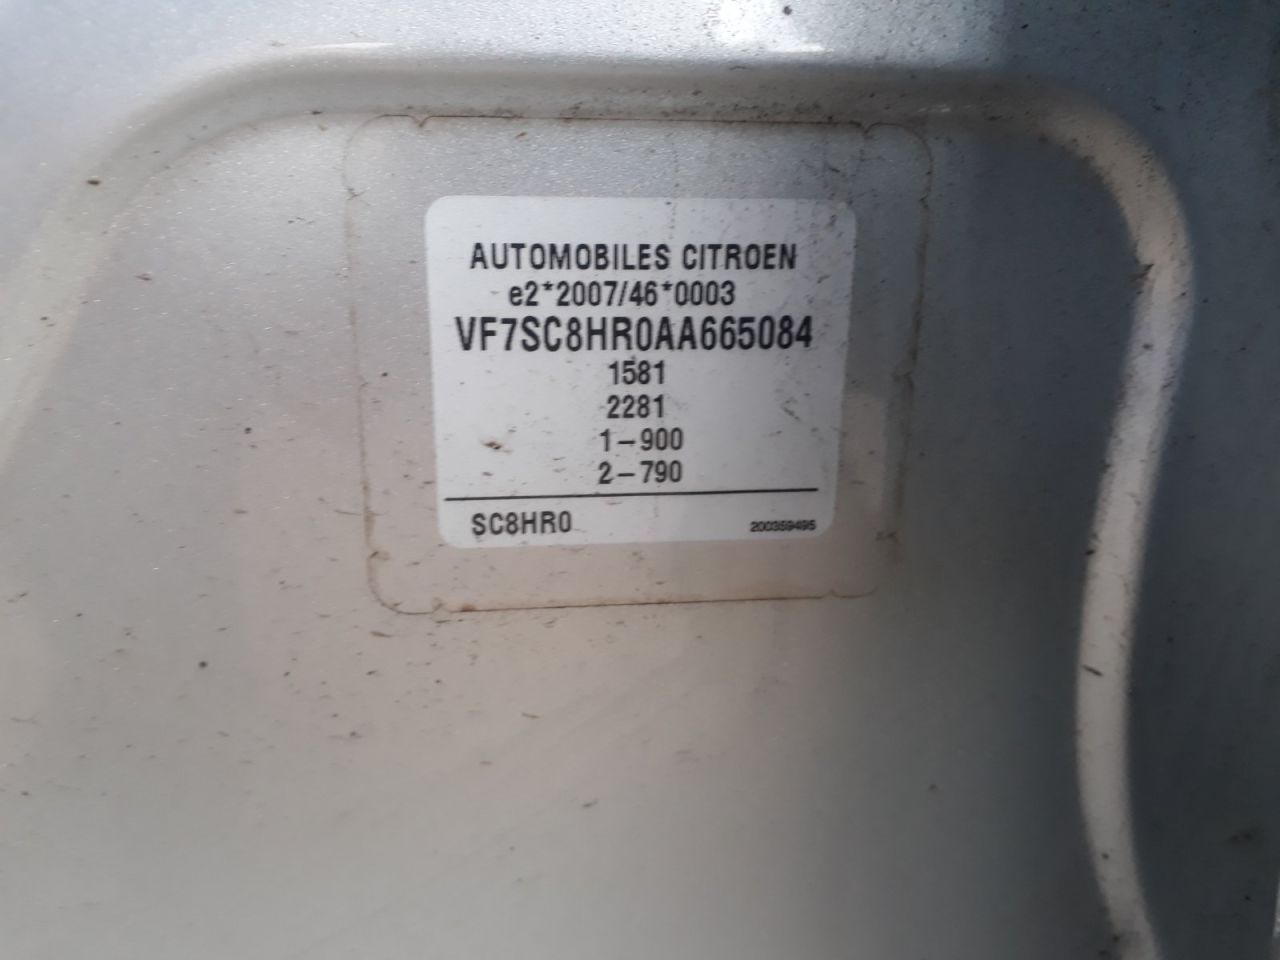 AUTOMOBILES CITROEN
e2*2007/46*0003
VF7SC8HR0AA665084
1581
2281
1-900
2-790
SC8HR0 200359495